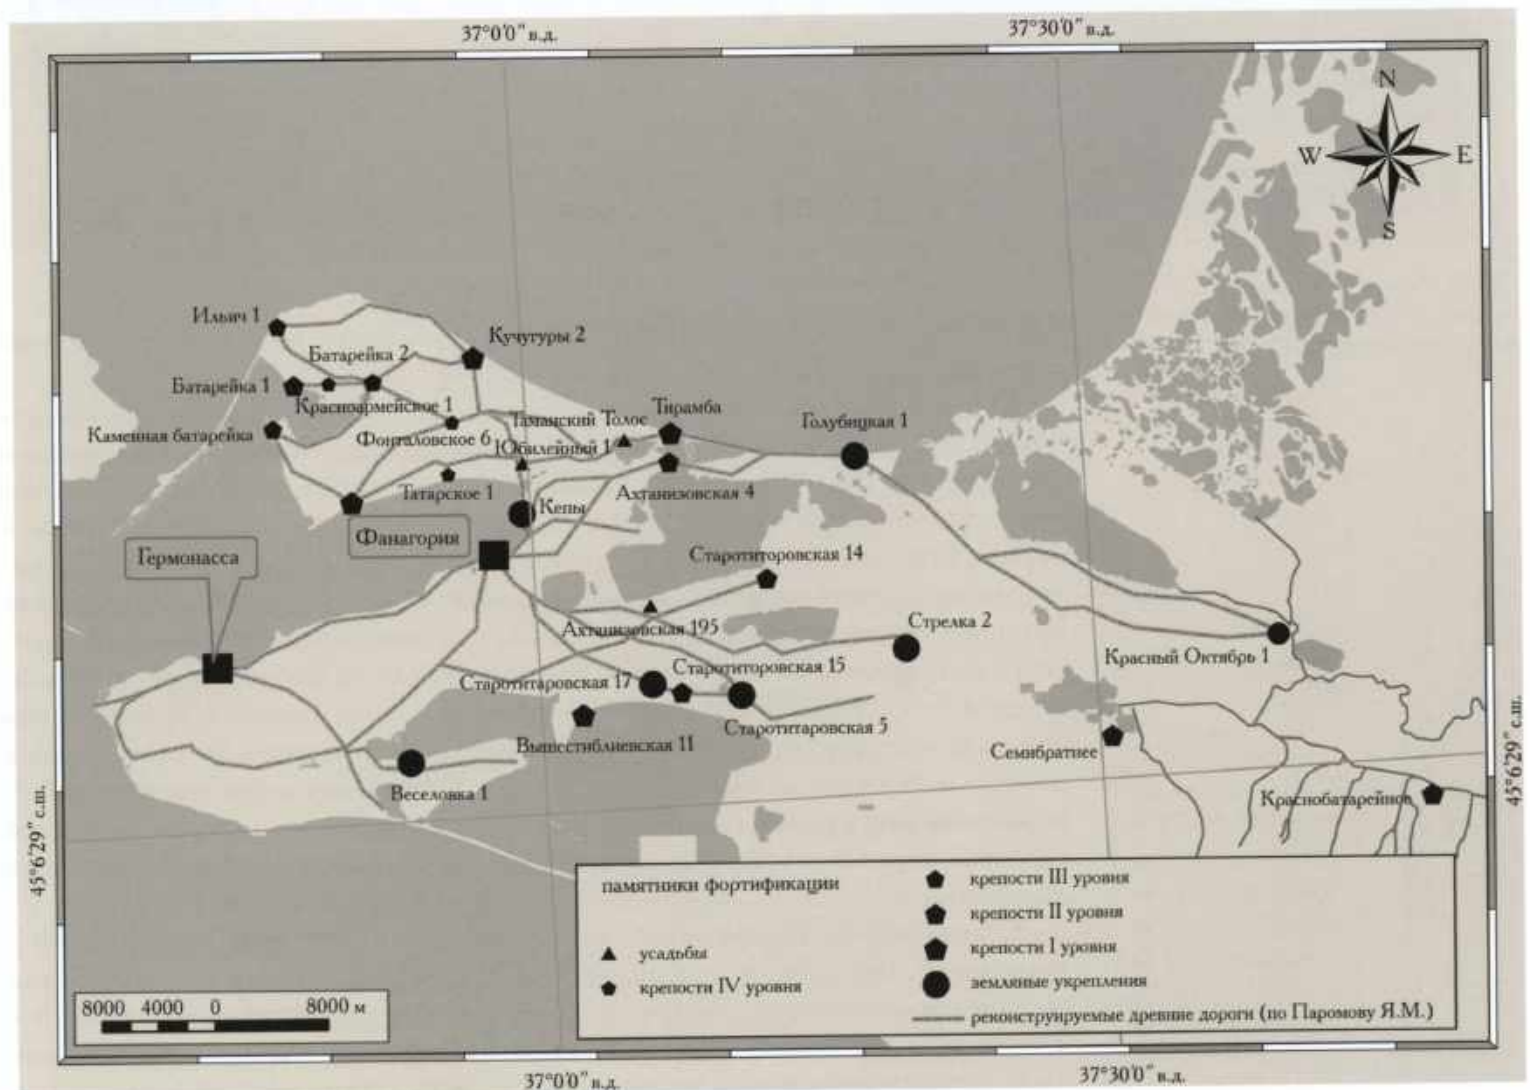 37°0'0" в.д.
37°30'0" в.д.
N
W
E
S
Ильич 1
Кучугуры 2
Батарейка 2
Батарейка 1
Красноармейское 1
Каменная батарейка
Фонталовское 6
Таманский Толос
Тирамба
Юбилейный 1
Голубицкая 1
Татарское 1
Ахтанизовская 4
Кепы
Фанагория
Гермонасса
Старотиторовская 14
Ахтанизовская 195
Стрелка 2
Красный Октябрь 1
Старотитаровская 17
Старотиторовская 15
Старотитаровская 5
Вышестиблиевская 11
Семибратнее
Веселовка 1
Краснобатарейное
45°6'29" с.ш.
45°6'29" с.ш.
памятники фортификации
усадьбы
крепости IV уровня
крепости III уровня
крепости II уровня
крепости I уровня
земляные укрепления
реконструируемые древние дороги (по Паромову Я.М.)
8000 4000 0 8000 м
37°0'0" в.д.
37°30'0" в.д.